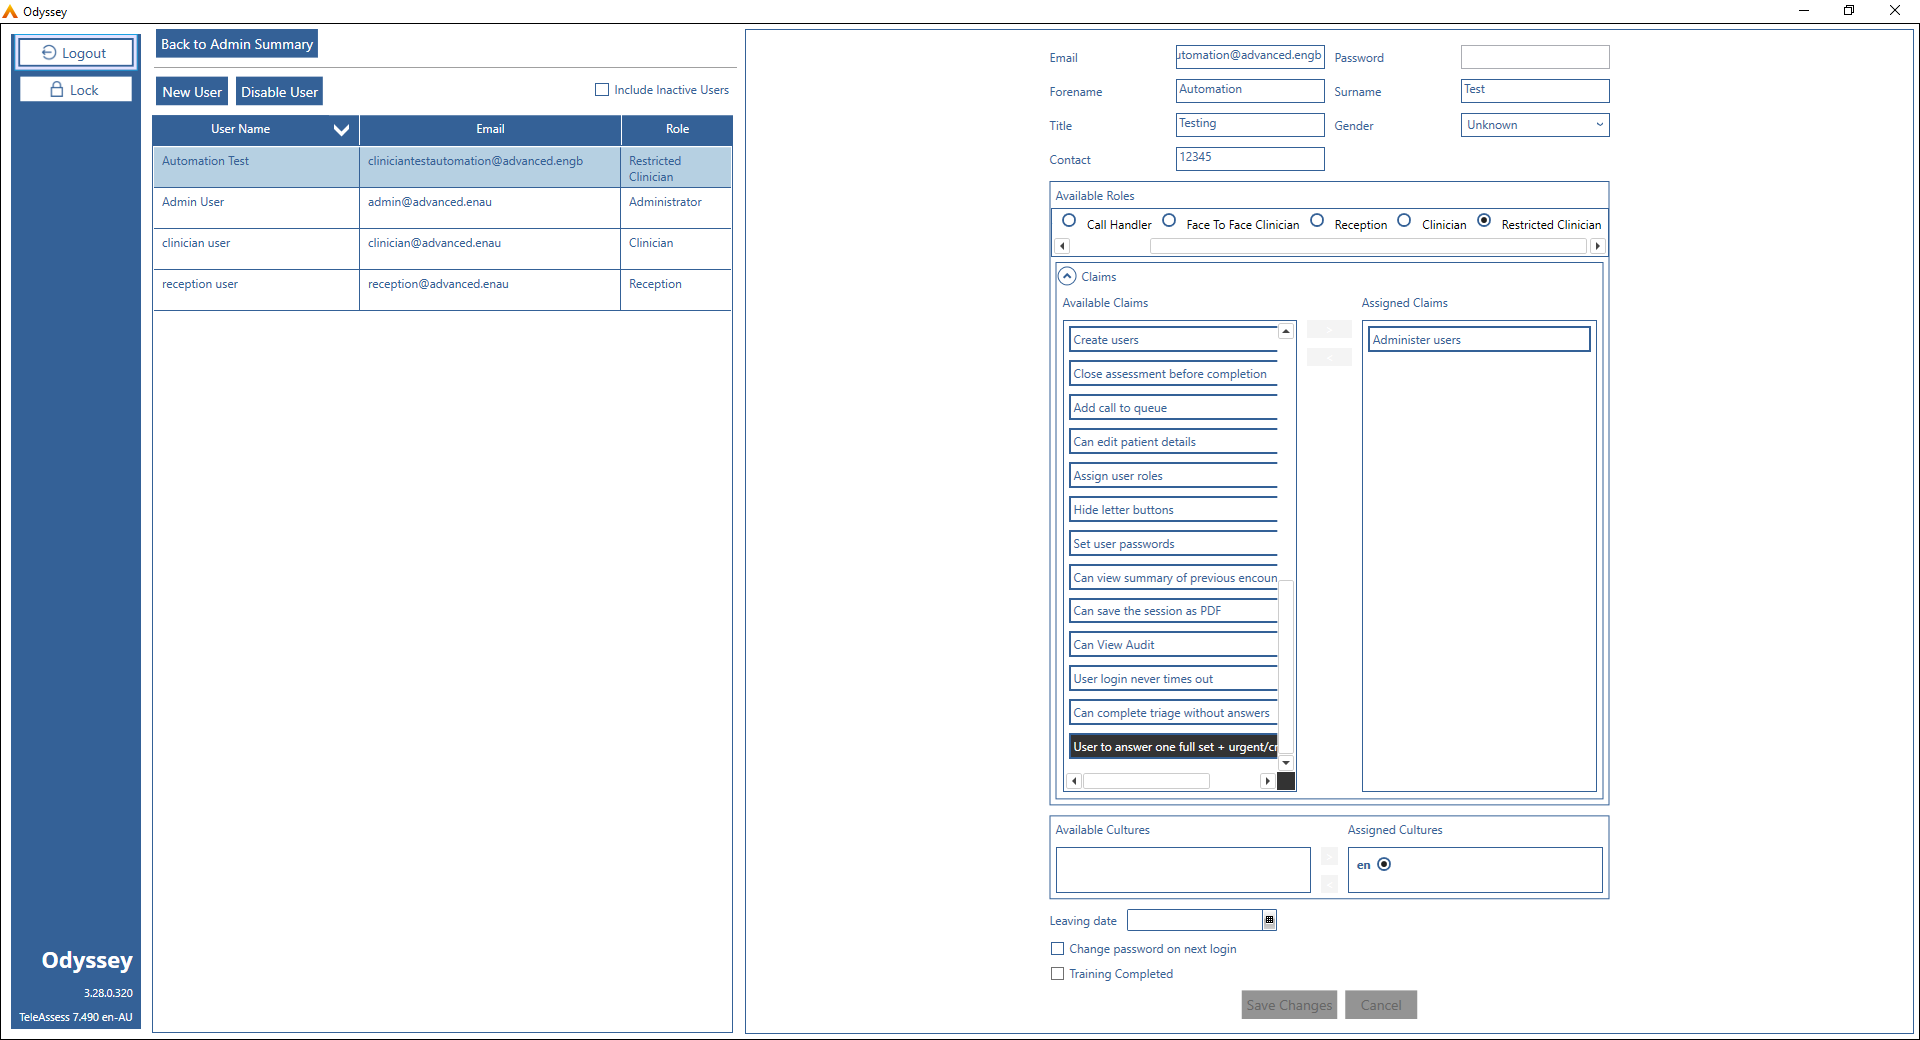 Odyssey
Logout
Lock
Back to Admin Summary
New User
Disable User
Include Inactive Users
User Name
Email
Role
Automation Test
cliniciantestautomation@advanced.engb
Restricted
Clinician
Admin User
admin@advanced.enau
Administrator
clinician user
clinician@advanced.enau
Clinician
reception user
reception@advanced.enau
Reception
Odyssey
3.28.0.320
TeleAssess 7.490 en-AU
Email
utomation@advanced.engb
Password
Forename
Automation
Surname
Test
Title
Testing
Gender
Unknown
Contact
12345
Available Roles
Call Handler
Face To Face Clinician
Reception
Clinician
Restricted Clinician
Claims
Available Claims
Assigned Claims
Create users
Close assessment before completion
Add call to queue
Can edit patient details
Assign user roles
Hide letter buttons
Set user passwords
Can view summary of previous encoun
Can save the session as PDF
Can View Audit
User login never times out
Can complete triage without answers
User to answer one full set + urgent/cr
Administer users
Available Cultures
Assigned Cultures
en
Leaving date
Change password on next login
Training Completed
Save Changes
Cancel